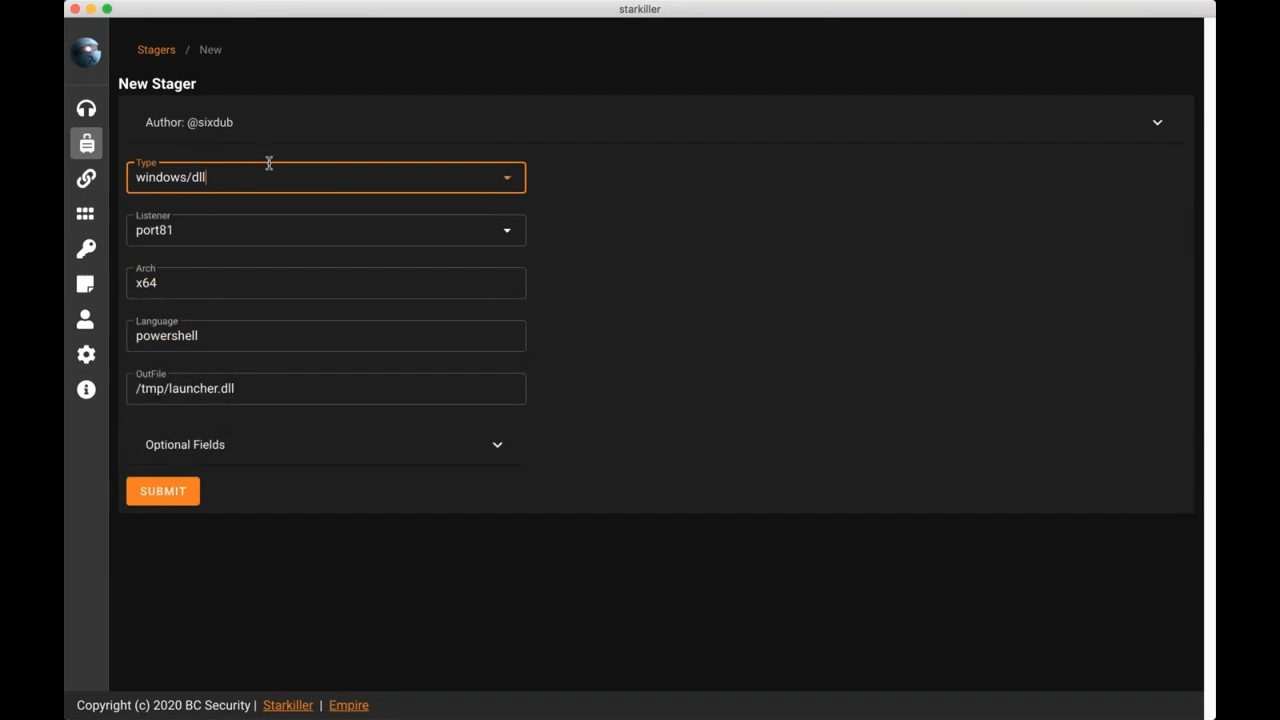 starkiller
Stagers / New
New Stager
Author: @sixdub
Type
windows/dll
Listener
port81
Arch
x64
Language
powershell
OutFile
/tmp/launcher.dll
Optional Fields
SUBMIT
Copyright (c) 2020 BC Security | Starkiller | Empire